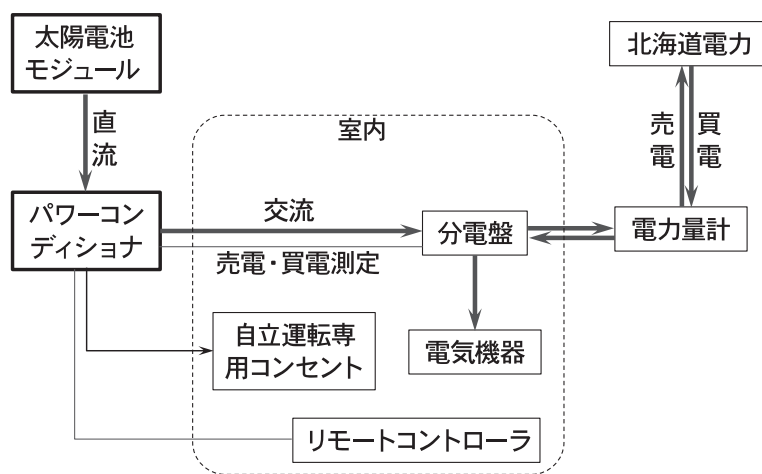 太陽電池
モジュール
北海道電力
直流
室内
売電
買電
パワーコン
ディショナ
交流
分電盤
電力量計
売電・買電測定
自立運転専
用コンセント
電気機器
リモートコントローラ